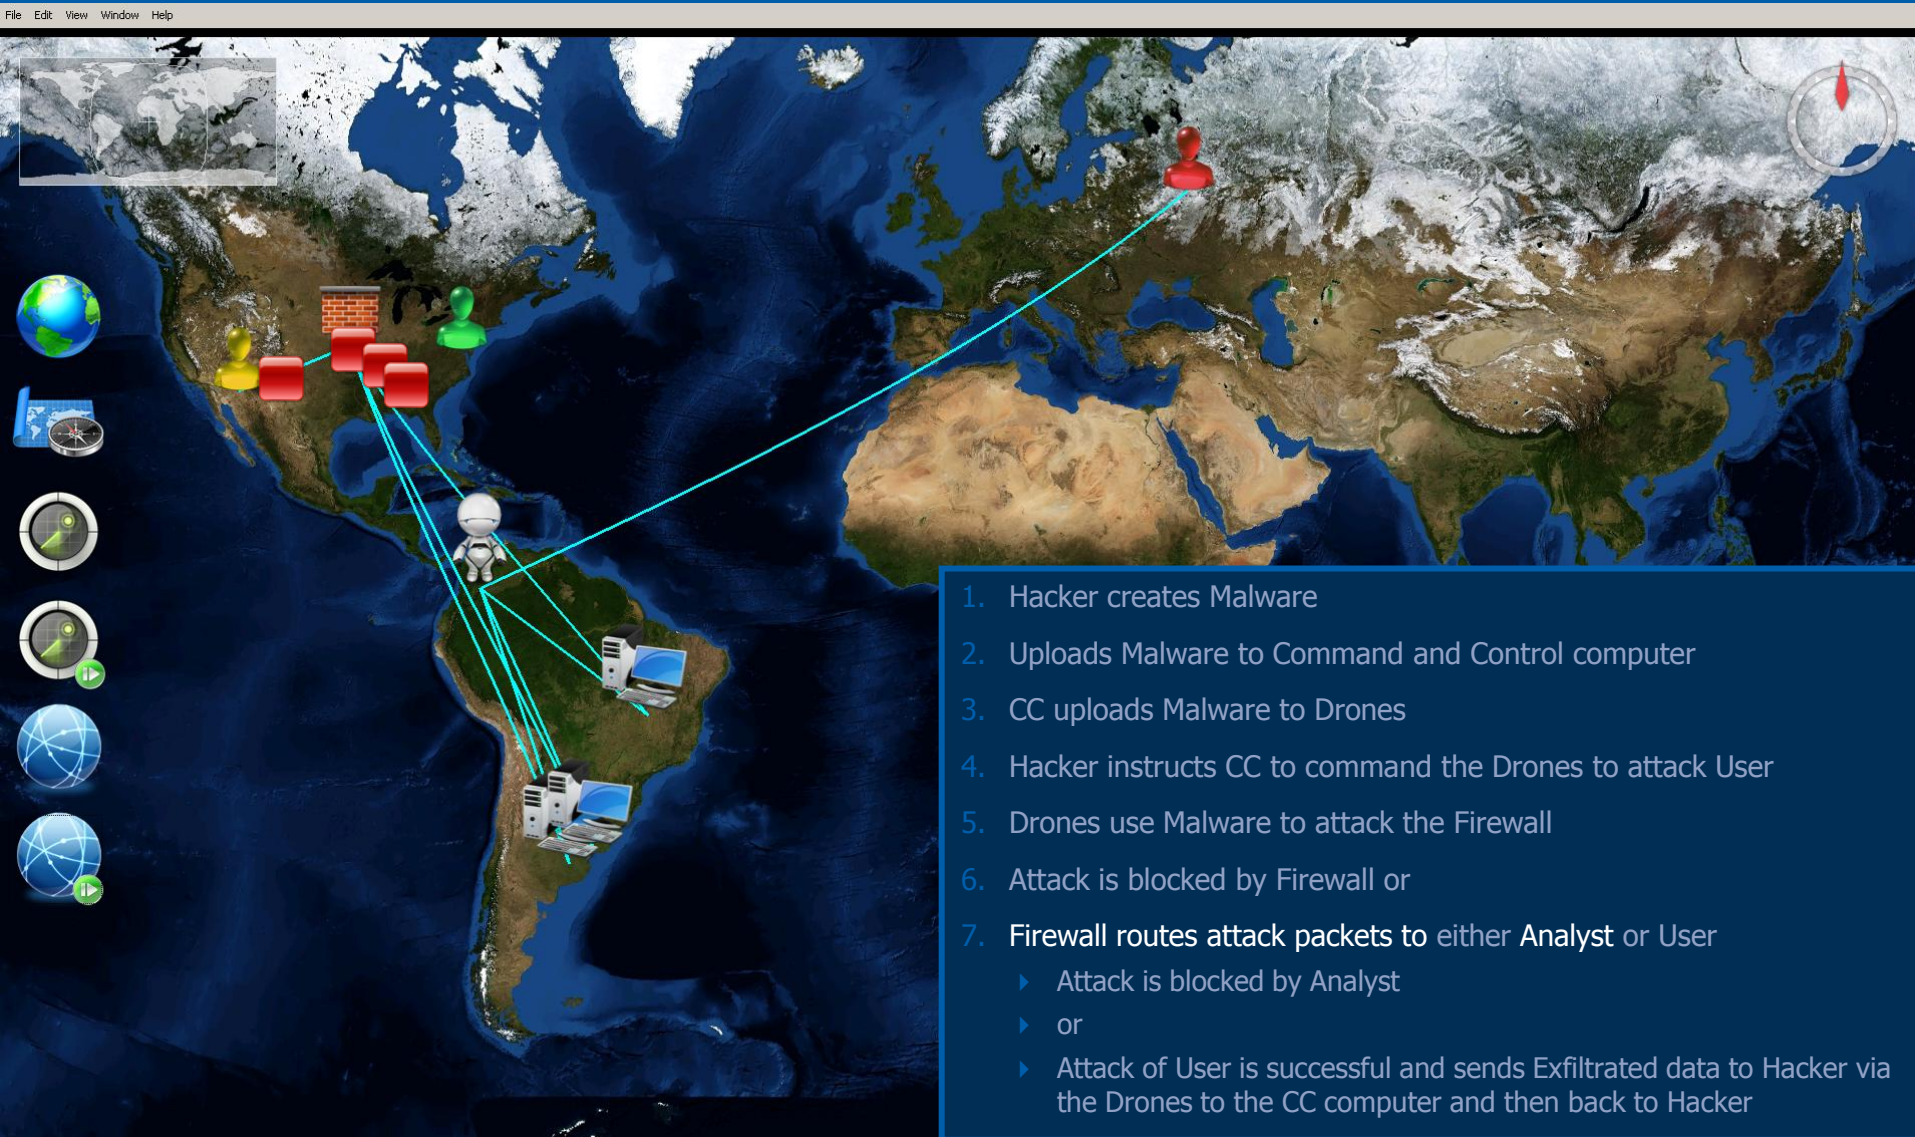 File Edit View Window Help
1. Hacker creates Malware
2. Uploads Malware to Command and Control computer
3. CC uploads Malware to Drones
4. Hacker instructs CC to command the Drones to attack User
5. Drones use Malware to attack the Firewall
6. Attack is blocked by Firewall or
7. Firewall routes attack packets to either Analyst or User
Attack is blocked by Analyst
or
Attack of User is successful and sends Exfiltrated data to Hacker via
the Drones to the CC computer and then back to Hacker